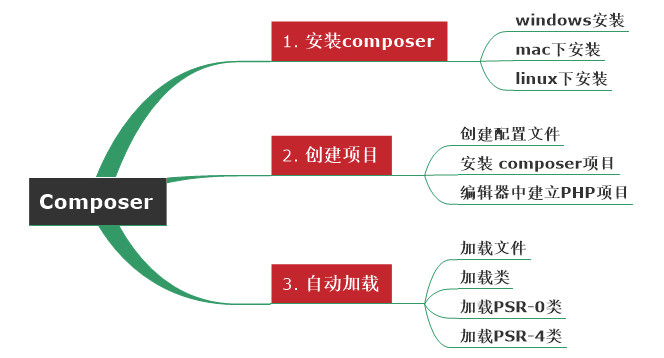 Composer
1. 安装composer
windows安装
mac下安装
linux下安装
2. 创建项目
创建配置文件
安装 composer项目
编辑器中建立PHP项目
3. 自动加载
加载文件
加载类
加载PSR-0类
加载PSR-4类